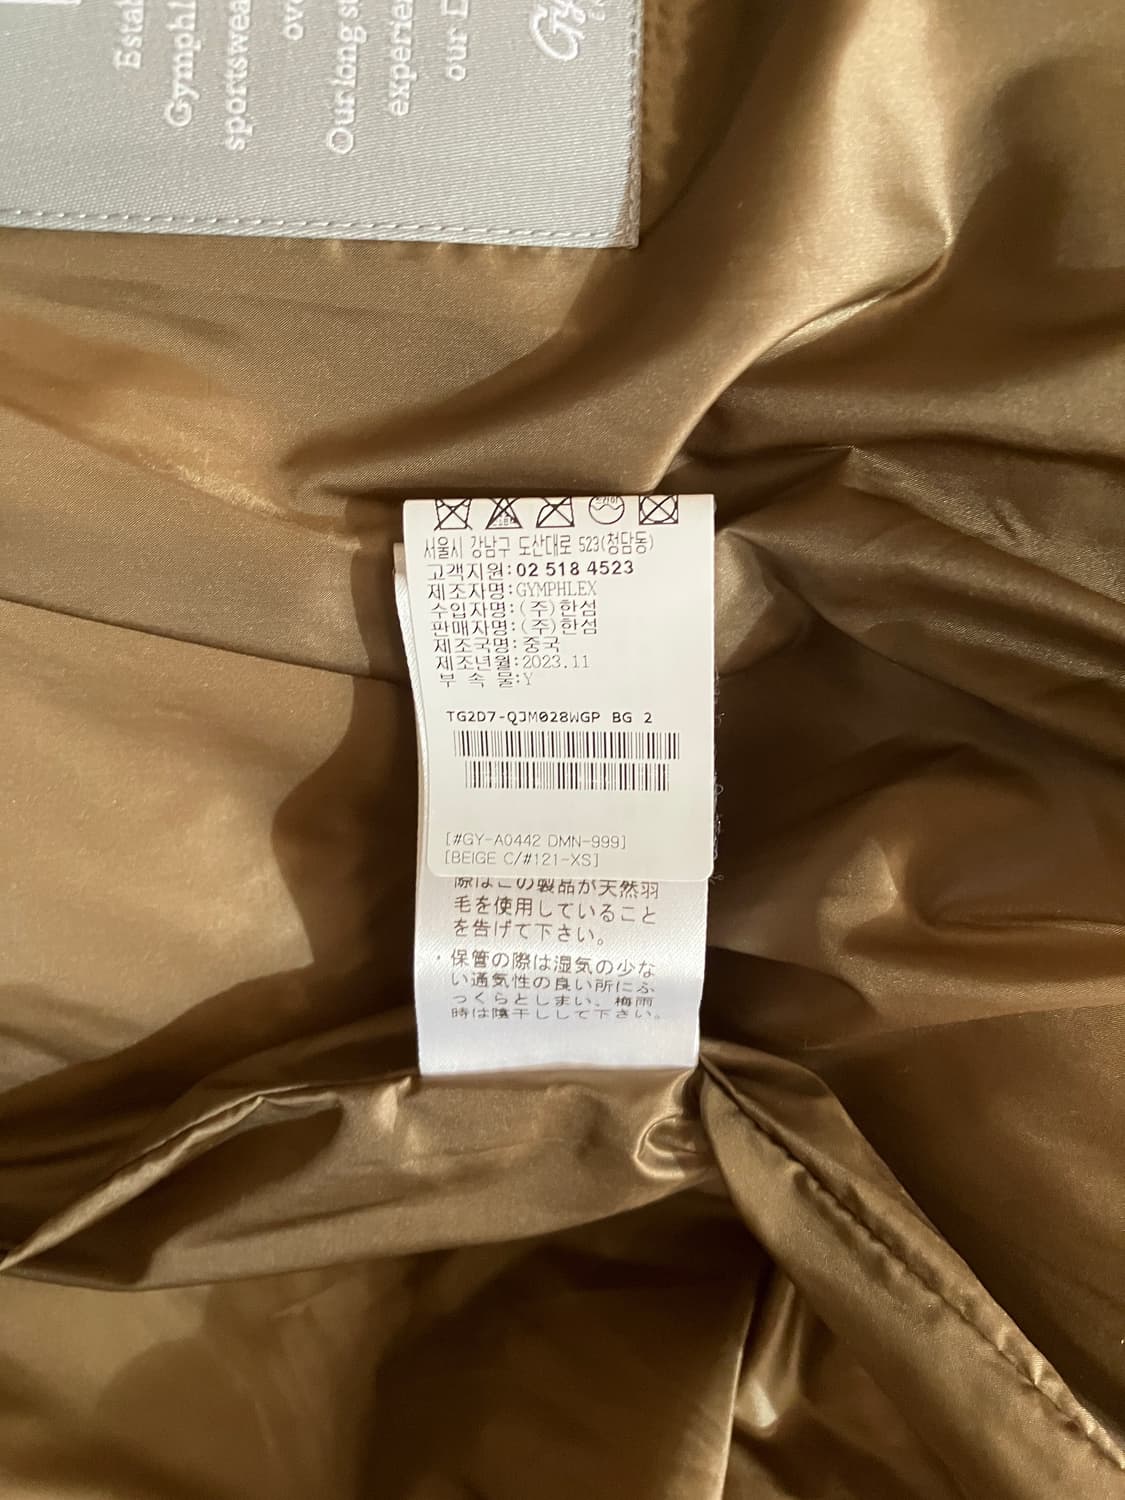 Gymphl
sportswea
Our long st
experie
our D
Gy
서울시 강남구 도산대로 523(청담동)
고객지원:02 518 4523
제조자명:GYMPHLEX
수입자명:(주)한섬
판매자명:(주)한섬
제조국명:중국
제조년월:2023.11
부 속 물:Y
TG2D7-QJM028WGP BG 2
[#GY-A0442 DMN-999]
[BEIGE C/#121-XS]
際はこの製品が天然羽
毛を使用していること
を告げて下さい。
・保管の際は湿気の少な
い通気性の良い所にふ
っくらとしまい、梅雨
時は陰干しして下さい。